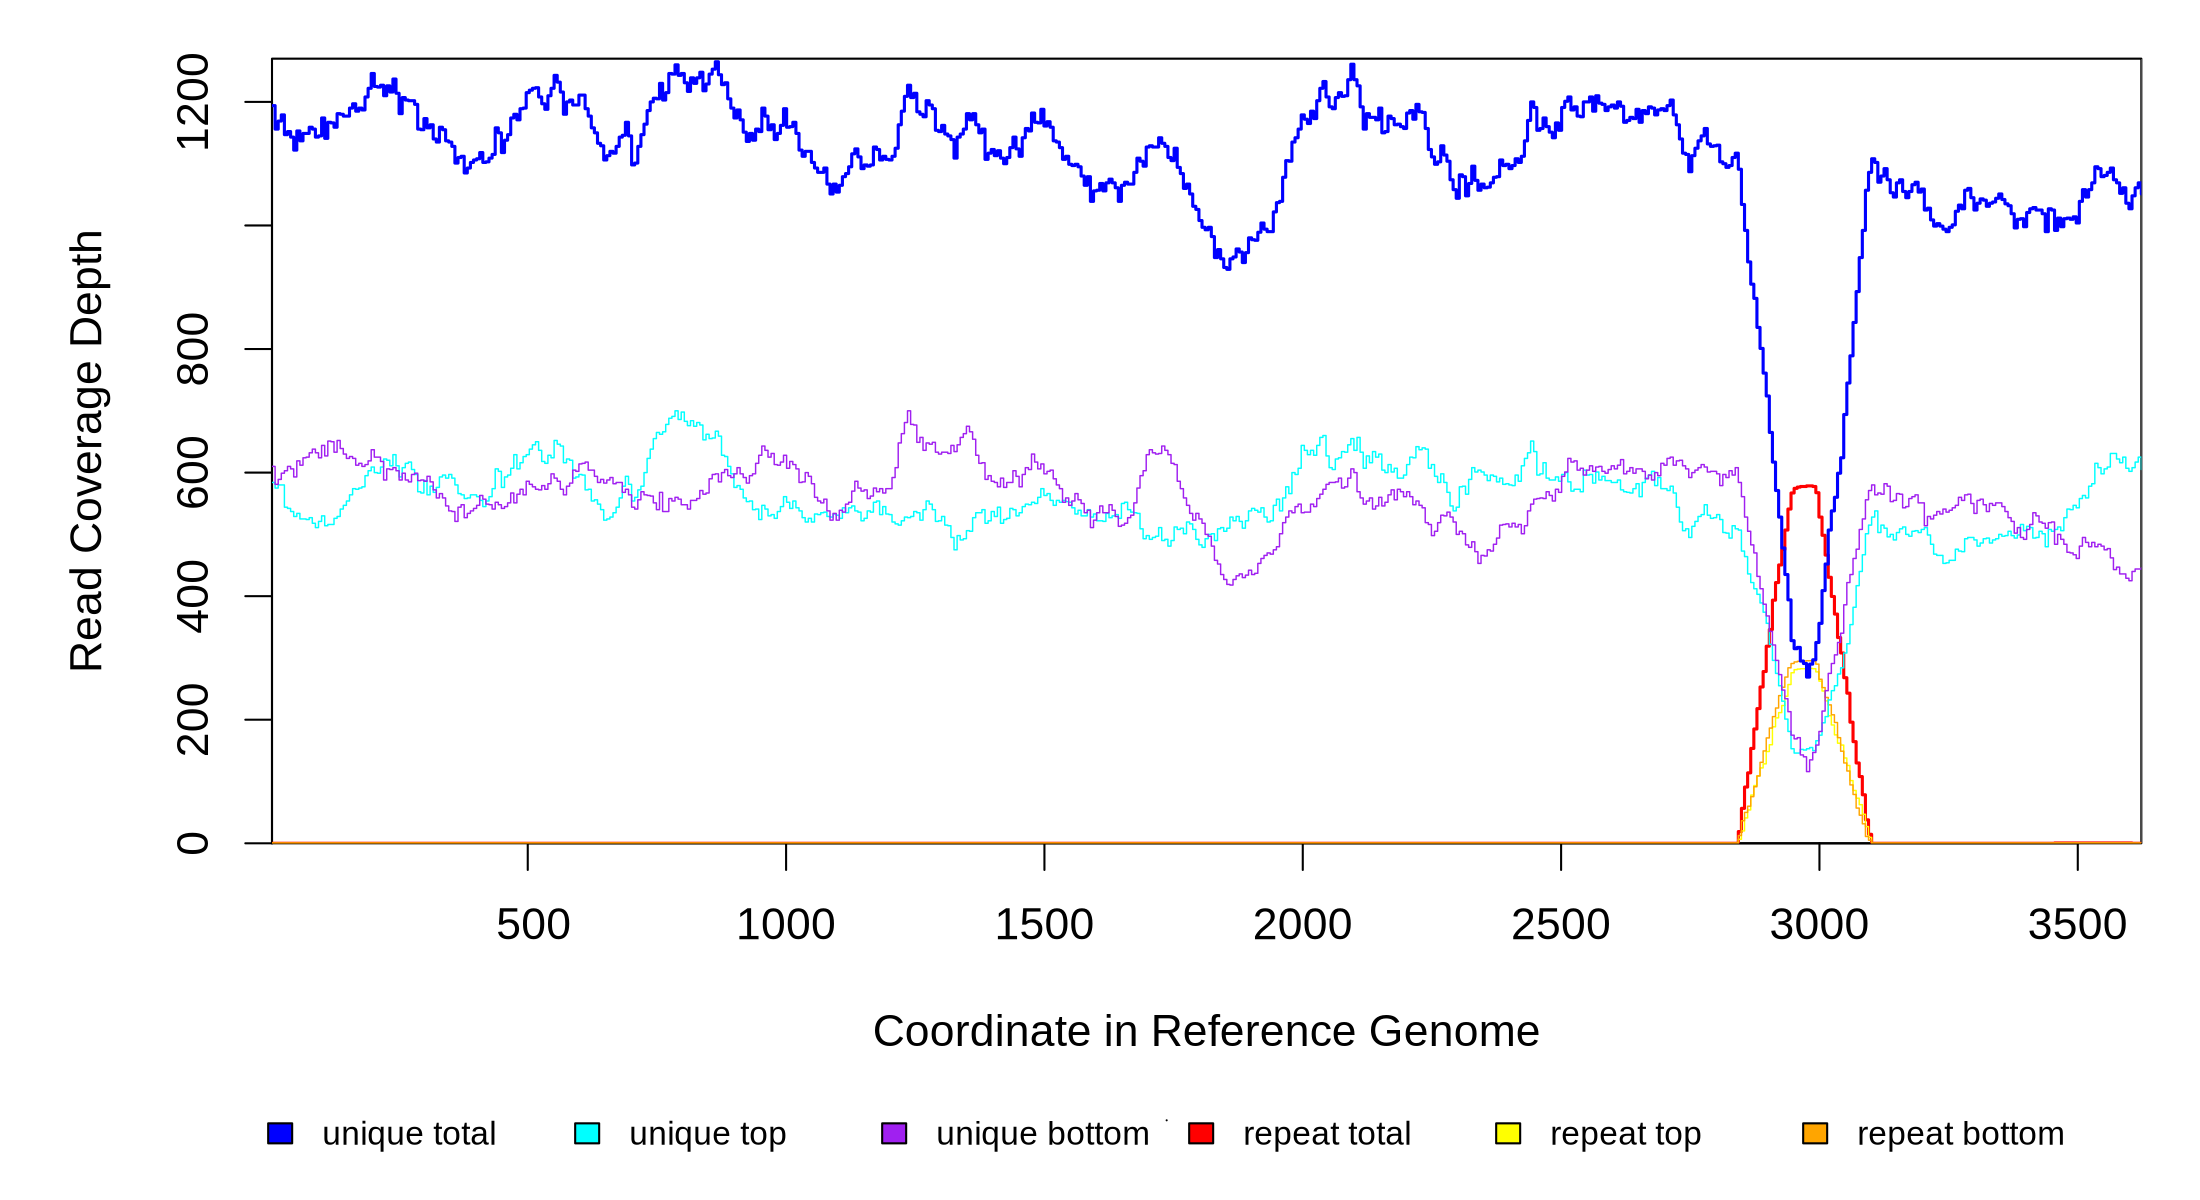 Read Coverage Depth
1200
800
600
400
200
0
500 1000 1500 2000 2500 3000 3500
Coordinate in Reference Genome
unique total unique top unique bottom repeat total repeat top repeat bottom